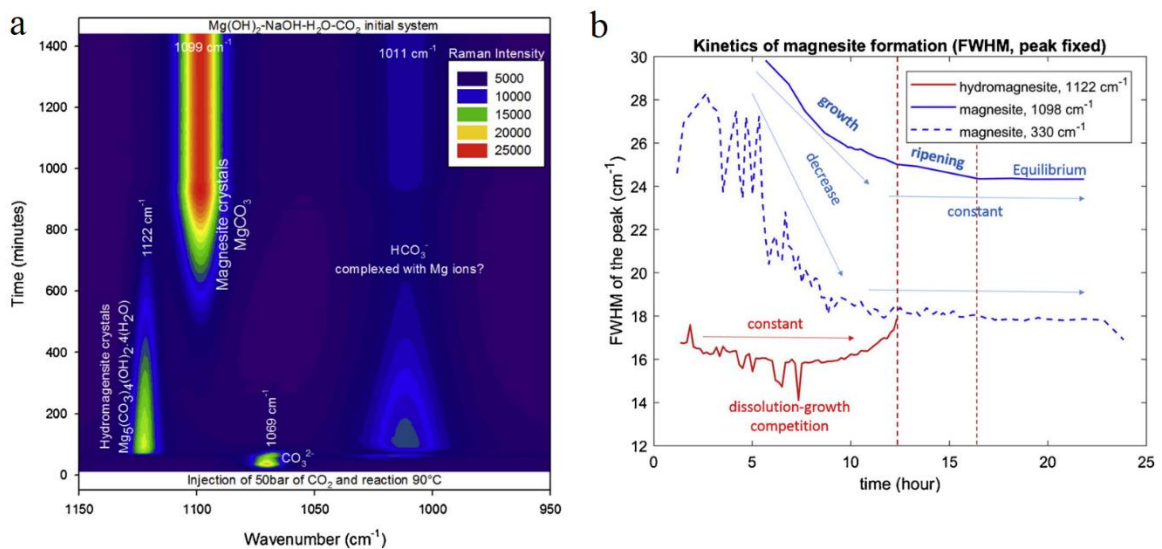 a
Mg(OH)2-NaOH-H2O-CO2 initial system
1400
1200
1000
800
600
400
200
0
Time (minutes)
1099 cm-1
1011 cm-1
Raman Intensity
5000
10000
15000
20000
25000
Magnesite crystals
MgCO3
1122 cm-1
HCO3-
complexed with Mg ions?
Hydromagensite crystals
Mg5(CO3)4(OH)2·4(H2O)
1069 cm-1
CO3 2-
Injection of 50bar of CO2 and reaction 90°C
1150
1100
1050
1000
950
Wavenumber (cm-1)
b
Kinetics of magnesite formation (FWHM, peak fixed)
30
28
26
24
22
20
18
16
14
12
FWHM of the peak (cm-1)
hydromagnesite, 1122 cm-1
magnesite, 1098 cm-1
magnesite, 330 cm-1
growth
ripening
Equilibrium
decrease
constant
constant
dissolution-growth
competition
0
5
10
15
20
25
time (hour)